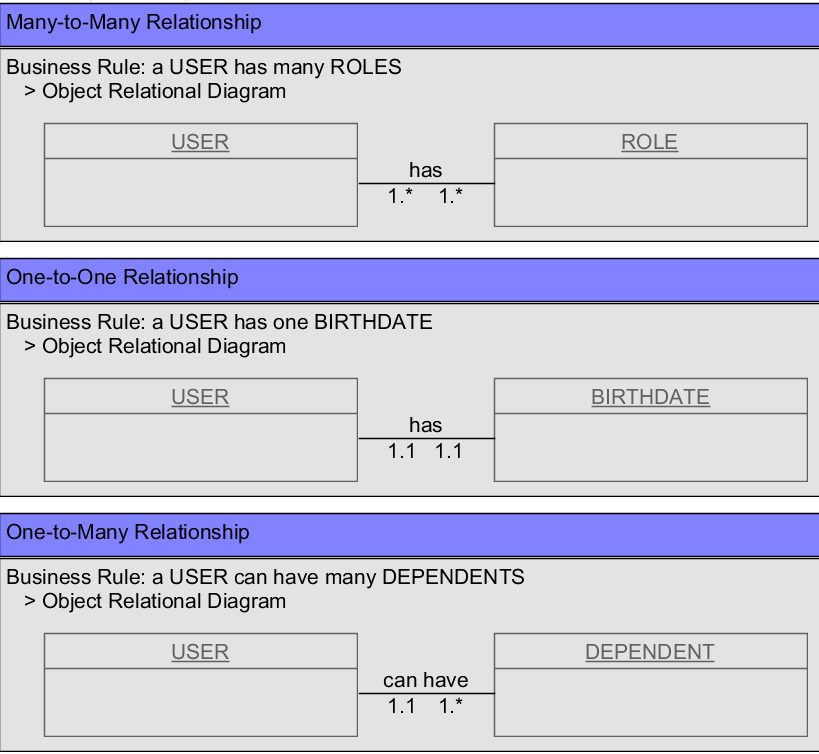 Many-to-Many Relationship
Business Rule: a USER has many ROLES
> Object Relational Diagram
USER
ROLE
has
1.* 1.*
One-to-One Relationship
Business Rule: a USER has one BIRTHDATE
> Object Relational Diagram
USER
BIRTHDATE
has
1.1 1.1
One-to-Many Relationship
Business Rule: a USER can have many DEPENDENTS
> Object Relational Diagram
USER
DEPENDENT
can have
1.1 1.*